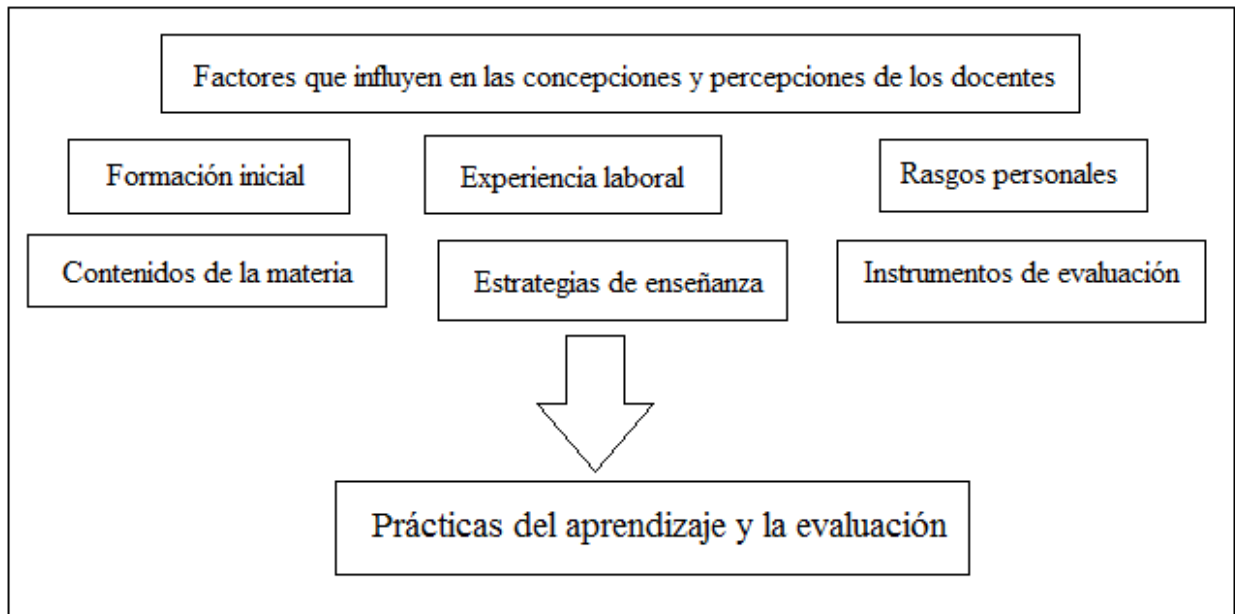 Factores que influyen en las concepciones y percepciones de los docentes
Formación inicial
Experiencia laboral
Rasgos personales
Contenidos de la materia
Estrategias de enseñanza
Instrumentos de evaluación
Prácticas del aprendizaje y la evaluación